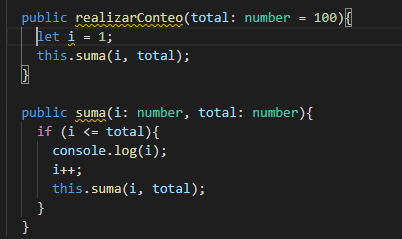 public realizarConteo(total: number = 100){
let i = 1;
this.suma(i, total);
}
public suma(i: number, total: number){
if (i <= total){
console.log(i);
i++;
this.suma(i, total);
}
}